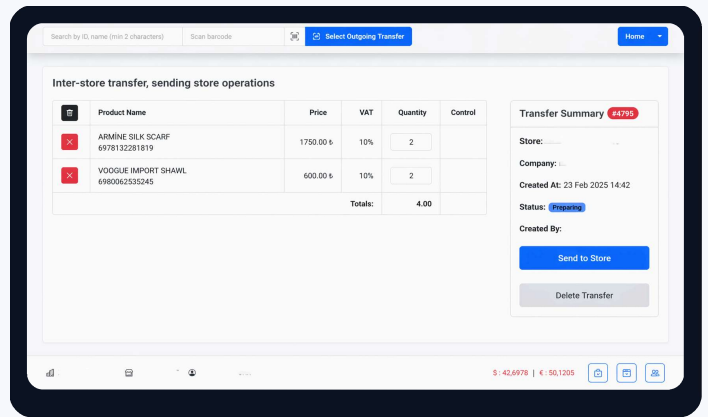 Search by ID, name (min 2 characters)
Scan barcode
Select Outgoing Transfer
Home
Inter-store transfer, sending store operations
Product Name Price VAT Quantity Control
ARMİNE SILK SCARF
6978132281819
1750.00 ₺ 10% 2
VOOGUE IMPORT SHAWL
6980062535245
600.00 ₺ 10% 2
Totals: 4.00
Transfer Summary #4795
Store:
Company:
Created At: 23 Feb 2025 14:42
Status: Preparing
Created By:
Send to Store
Delete Transfer
$ : 42,6978 | € : 50,1205